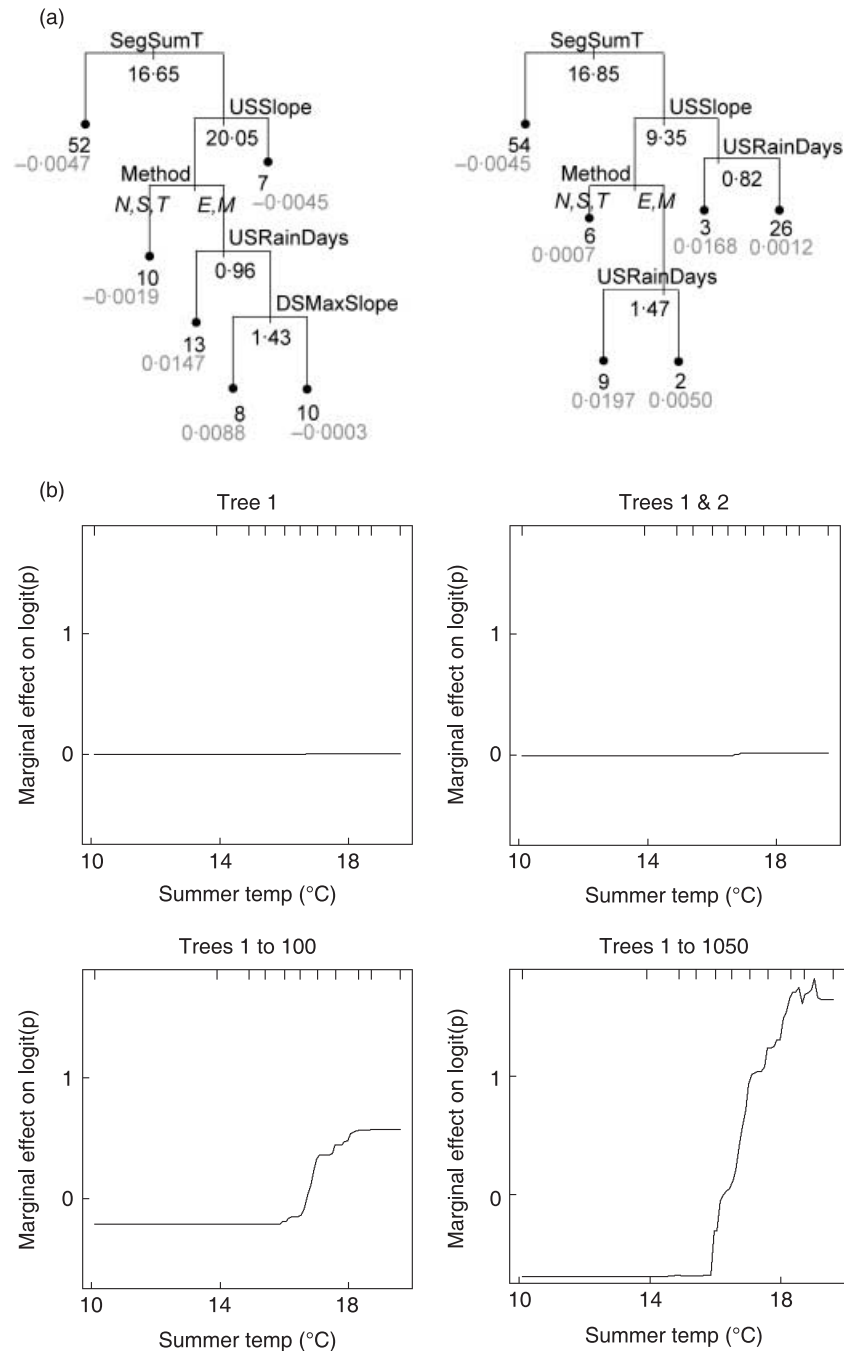 (a)
SegSumT
16·65
52
–0·0047
USSlope
20·05
7
–0·0045
Method
N,S,T E,M
10
–0·0019
USRainDays
0·96
13
0·0147
DSMaxSlope
1·43
8
0·0088
10
–0·0003
SegSumT
16·85
54
–0·0045
USSlope
9·35
USRainDays
0·82
3
0·0168
26
0·0012
Method
N,S,T E,M
6
0·0007
USRainDays
1·47
9
0·0197
2
0·0050
(b)
Tree 1
Marginal effect on logit(p)
1
0
10 14 18
Summer temp (°C)
Trees 1 & 2
Marginal effect on logit(p)
1
0
10 14 18
Summer temp (°C)
Trees 1 to 100
Marginal effect on logit(p)
1
0
10 14 18
Summer temp (°C)
Trees 1 to 1050
Marginal effect on logit(p)
1
0
10 14 18
Summer temp (°C)